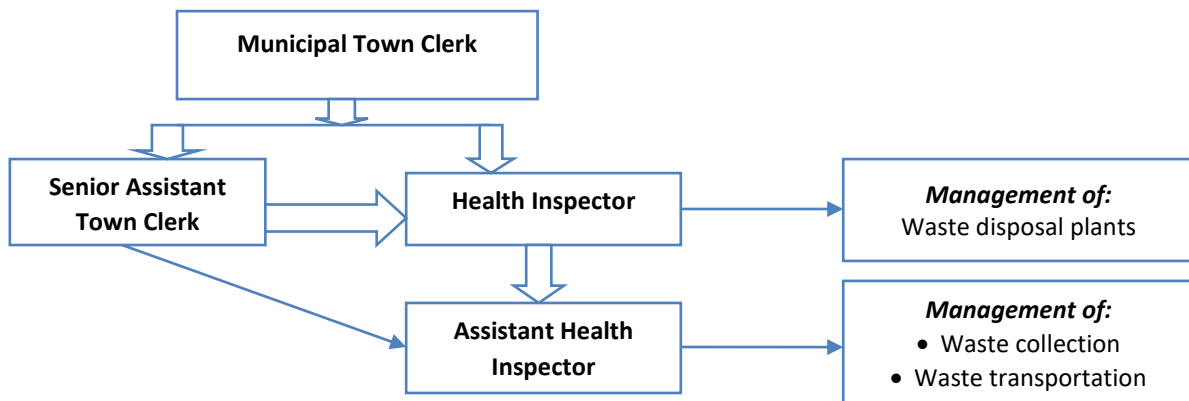 Municipal Town Clerk
Senior Assistant
Town Clerk
Health Inspector
Management of:
Waste disposal plants
Assistant Health
Inspector
Management of:
• Waste collection
• Waste transportation